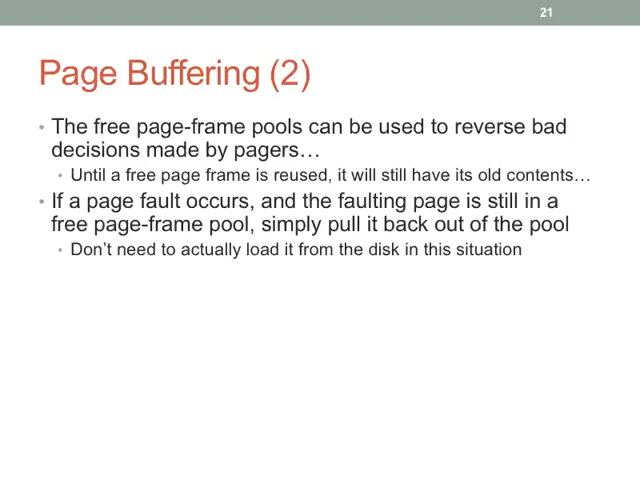 21
Page Buffering (2)
• The free page-frame pools can be used to reverse bad
decisions made by pagers…
• Until a free page frame is reused, it will still have its old contents…
• If a page fault occurs, and the faulting page is still in a
free page-frame pool, simply pull it back out of the pool
• Don’t need to actually load it from the disk in this situation